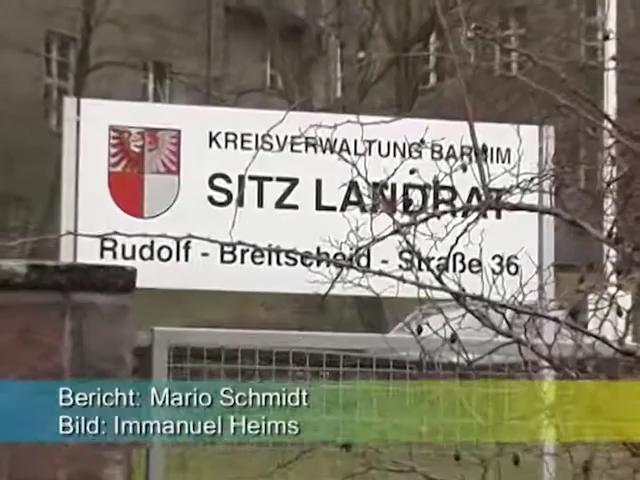 KREISVERWALTUNG BARNIM
SITZ LANDRAT
Rudolf - Breitscheid - Straße 36
Bericht: Mario Schmidt
Bild: Immanuel Heims